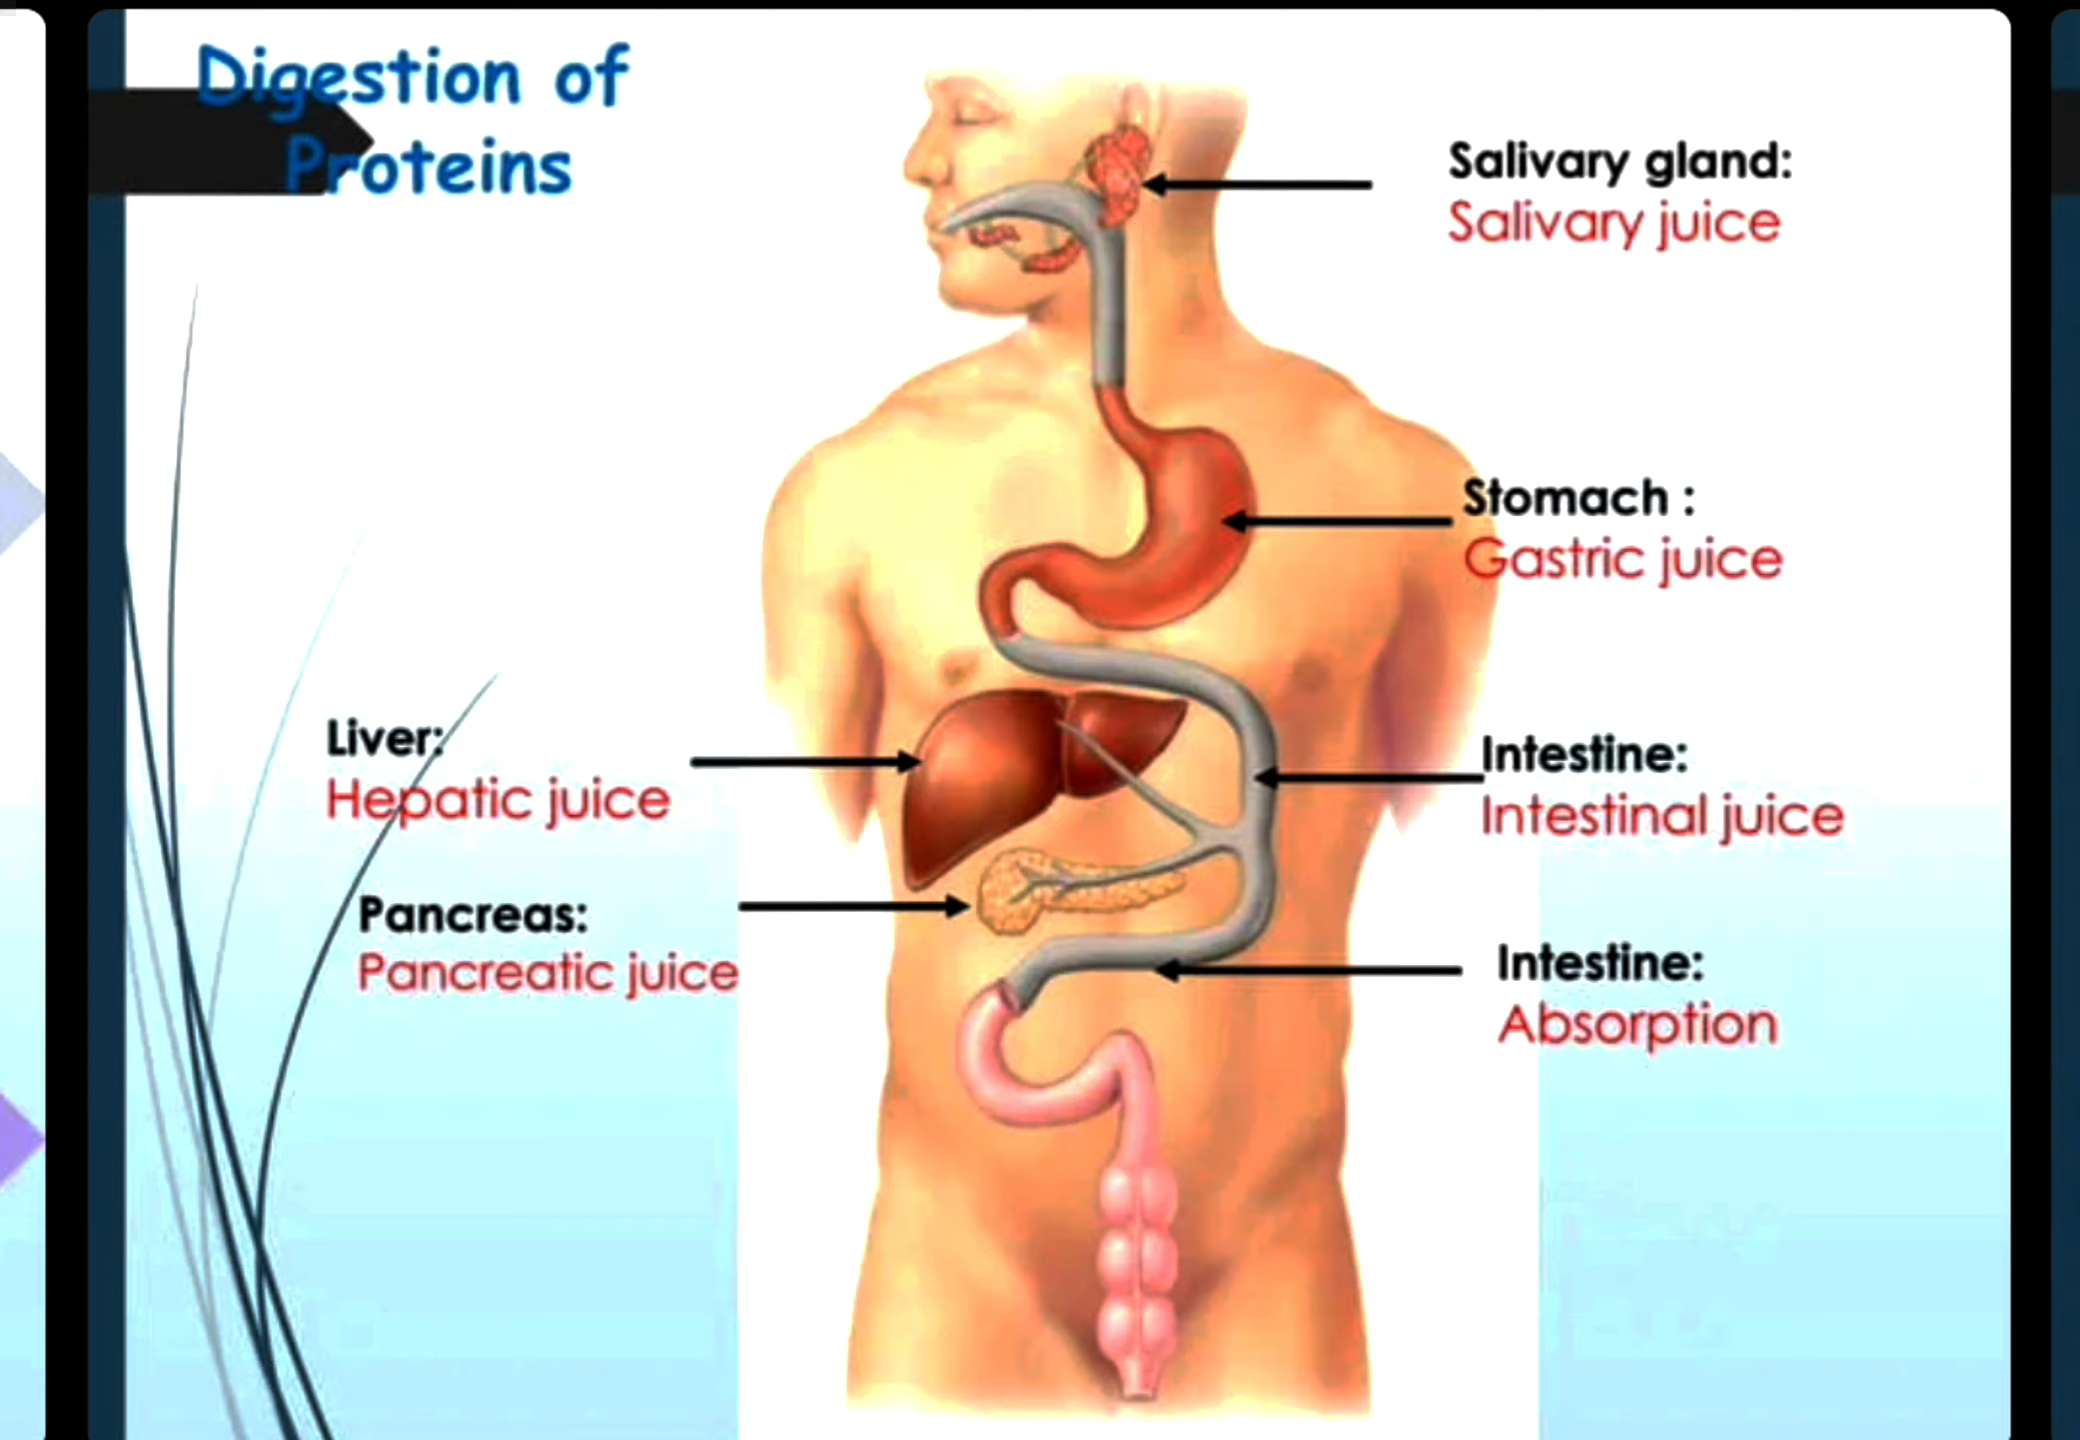 Digestion of
Proteins
Salivary gland:
Salivary juice
Stomach :
Gastric juice
Liver:
Hepatic juice
Intestine:
Intestinal juice
Pancreas:
Pancreatic juice
Intestine:
Absorption